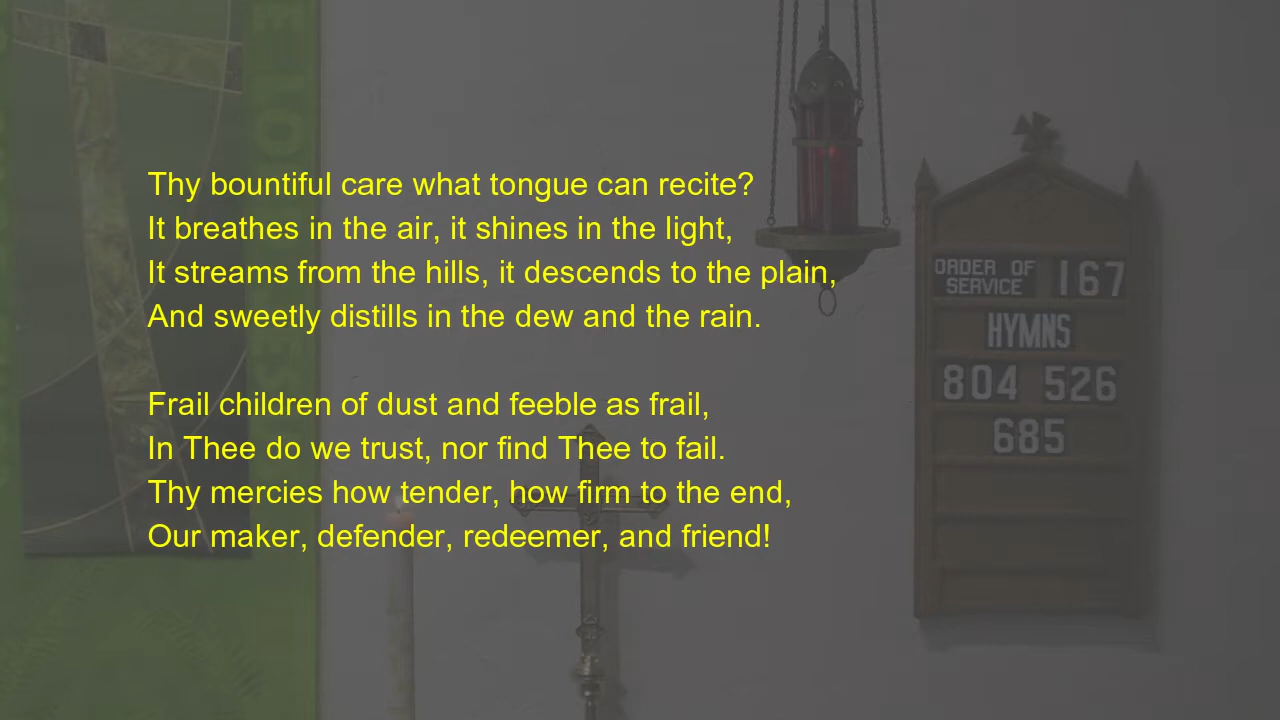 Thy bountiful care what tongue can recite?
It breathes in the air, it shines in the light,
It streams from the hills, it descends to the plain,
And sweetly distills in the dew and the rain.
Frail children of dust and feeble as frail,
In Thee do we trust, nor find Thee to fail.
Thy mercies how tender, how firm to the end,
Our maker, defender, redeemer, and friend!
ORDER OF SERVICE 167
HYMNS
804 526
685